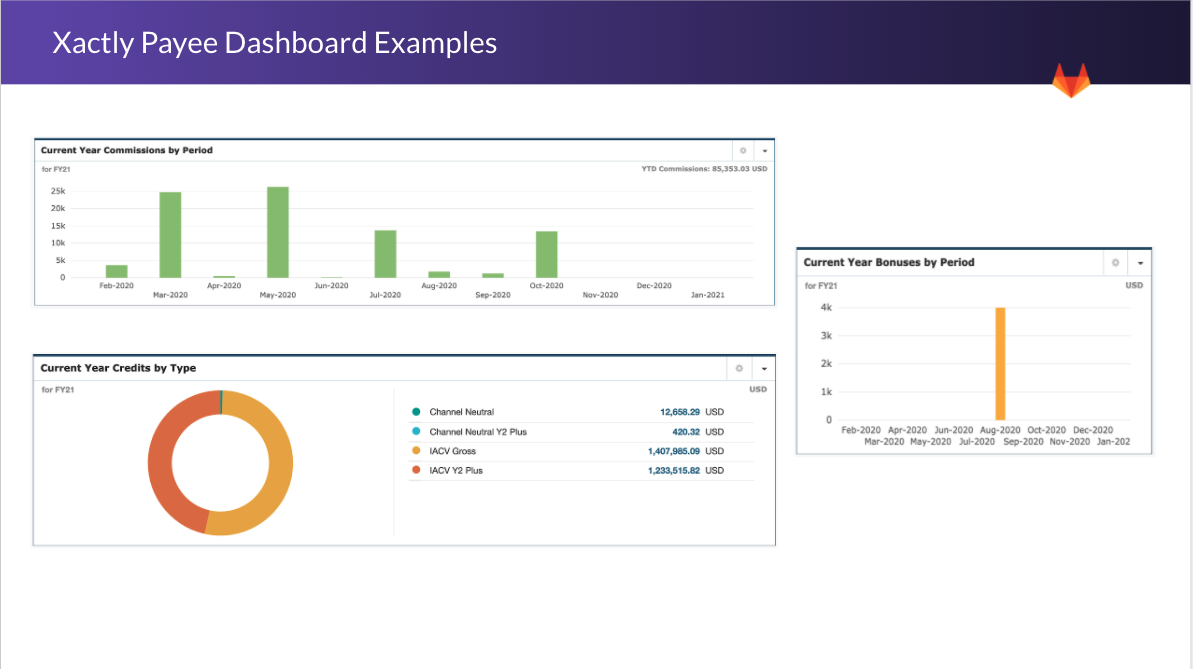 Xactly Payee Dashboard Examples
Current Year Commissions by Period
for FY21
YTD Commissions: 85,353.03 USD
25k
20k
15k
10k
5k
0
Feb-2020 Apr-2020 Jun-2020 Aug-2020 Oct-2020 Dec-2020
Mar-2020 May-2020 Jul-2020 Sep-2020 Nov-2020 Jan-2021
Current Year Bonuses by Period
for FY21
USD
4k
3k
2k
1k
0
Feb-2020 Apr-2020 Jun-2020 Aug-2020 Oct-2020 Dec-2020
Mar-2020 May-2020 Jul-2020 Sep-2020 Nov-2020 Jan-202
Current Year Credits by Type
for FY21
USD
Channel Neutral 12,658.29 USD
Channel Neutral Y2 Plus 420.32 USD
IACV Gross 1,407,985.09 USD
IACV Y2 Plus 1,233,515.82 USD